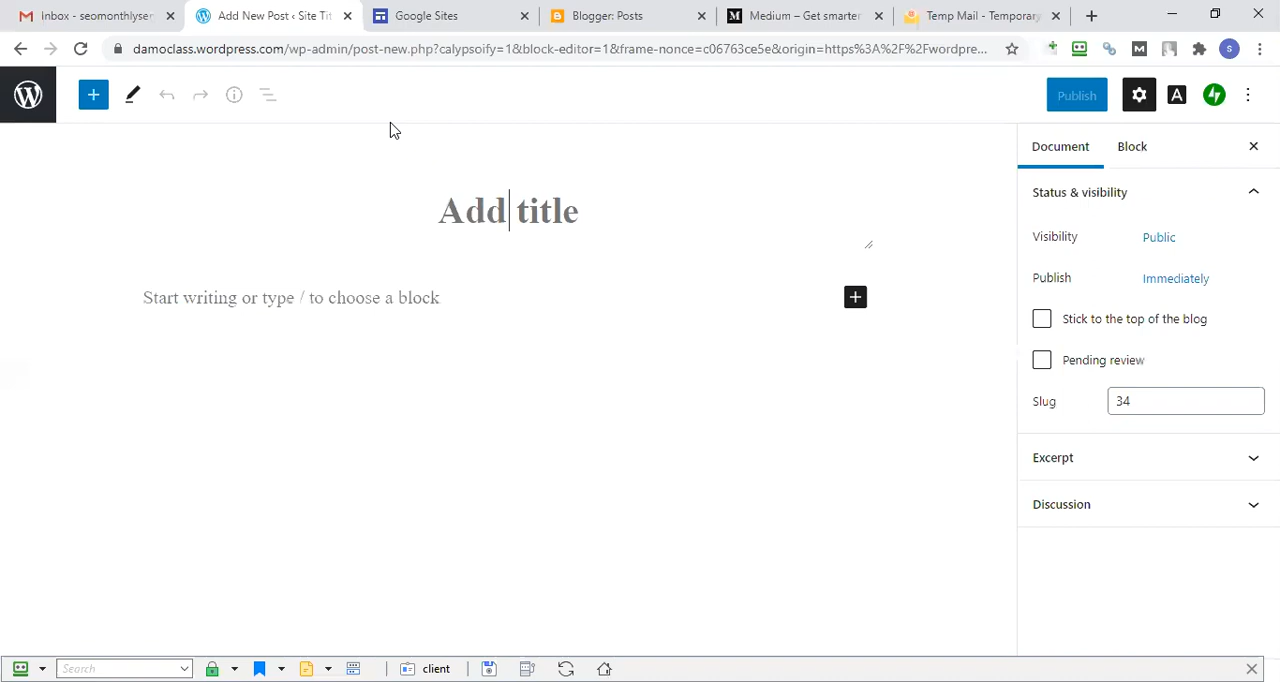 Inbox - seomonthlyser
Add New Post ‹ Site Tit
Google Sites
Blogger: Posts
Medium – Get smarter
Temp Mail - Temporary
damoclass.wordpress.com/wp-admin/post-new.php?calypsoify=1&block-editor=1&frame-nonce=c06763ce5e&origin=https%3A%2F%2Fwordpre...
S
Publish
Document
Block
Add title
Start writing or type / to choose a block
Status & visibility
Visibility
Public
Publish
Immediately
Stick to the top of the blog
Pending review
Slug
34
Excerpt
Discussion
Search
client